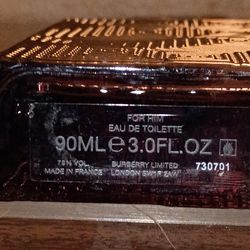 FOR HIM
EAU DE TOILETTE
90ML e 3.0FL.OZ
78% VOL. BURBERRY LIMITED 730701
MADE IN FRANCE LONDON SW1P 2AW